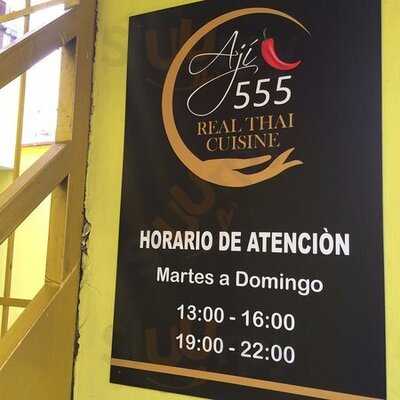 Ají
555
REAL THAI
CUISINE
HORARIO DE ATENCIÒN
Martes a Domingo
13:00 - 16:00
19:00 - 22:00